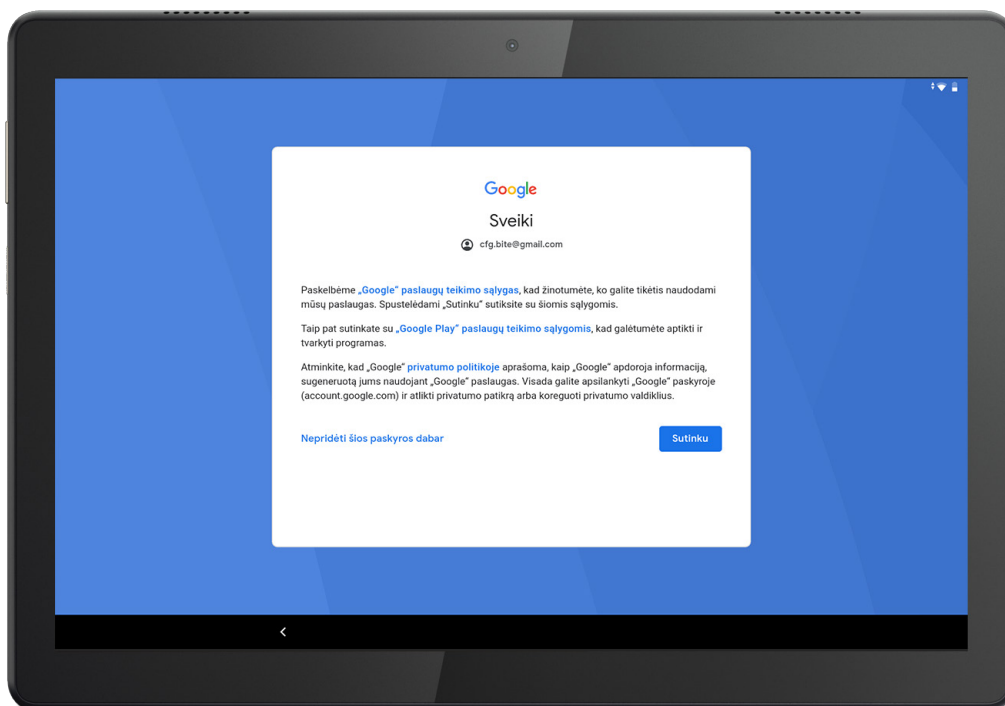 Google
Sveiki
cfg.bite@gmail.com
Paskelbėme „Google“ paslaugų teikimo sąlygas, kad žinotumėte, ko galite tikėtis naudodami
mūsų paslaugas. Spustelėdami „Sutinku“ sutiksite su šiomis sąlygomis.
Taip pat sutinkate su „Google Play“ paslaugų teikimo sąlygomis, kad galėtumėte aptikti ir
tvarkyti programas.
Atminkite, kad „Google“ privatumo politikoje aprašoma, kaip „Google“ apdoroja informaciją,
sugeneruotą jums naudojant „Google“ paslaugas. Visada galite apsilankyti „Google“ paskyroje
(account.google.com) ir atlikti privatumo patikrą arba koreguoti privatumo valdiklius.
Nepridėti šios paskyros dabar
Sutinku